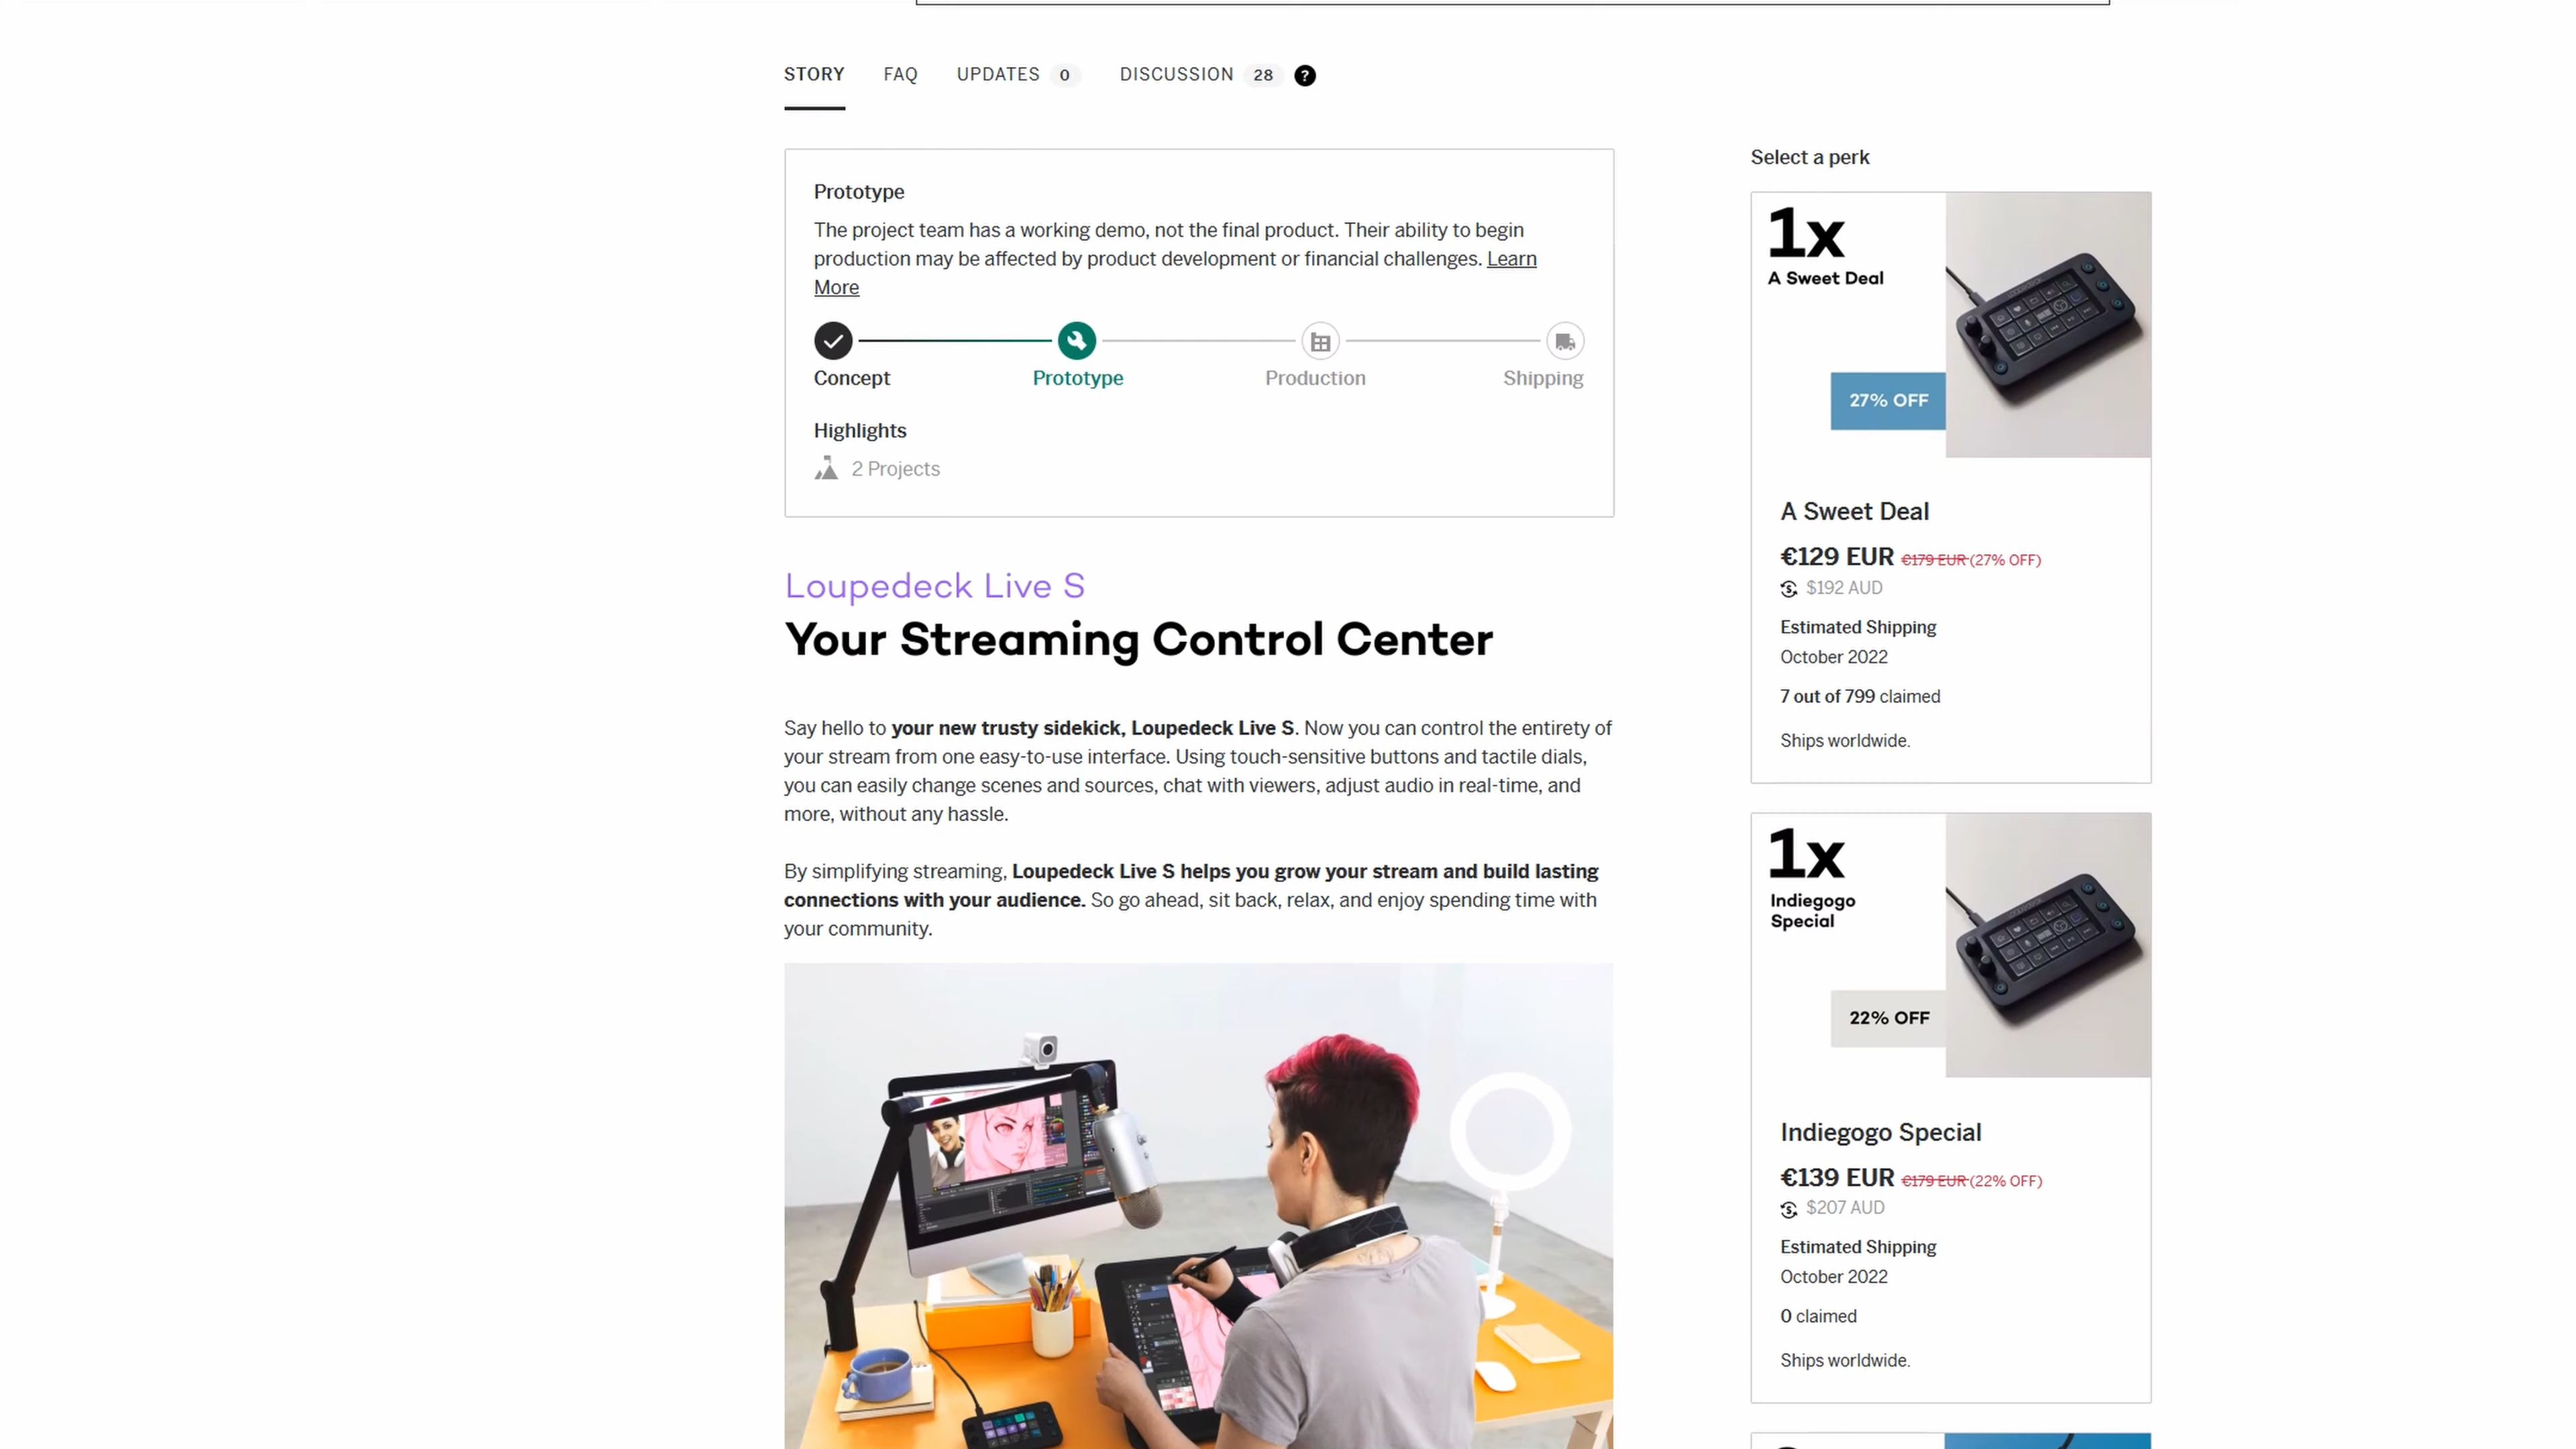 STORY FAQ UPDATES 0 DISCUSSION 28 ?
Prototype
The project team has a working demo, not the final product. Their ability to begin
production may be affected by product development or financial challenges. Learn
More
Concept Prototype Production Shipping
Highlights
2 Projects
Loupedeck Live S
Your Streaming Control Center
Say hello to your new trusty sidekick, Loupedeck Live S. Now you can control the entirety of
your stream from one easy-to-use interface. Using touch-sensitive buttons and tactile dials,
you can easily change scenes and sources, chat with viewers, adjust audio in real-time, and
more, without any hassle.
By simplifying streaming, Loupedeck Live S helps you grow your stream and build lasting
connections with your audience. So go ahead, sit back, relax, and enjoy spending time with
your community.
Select a perk
1x
A Sweet Deal
27% OFF
A Sweet Deal
€129 EUR €179 EUR (27% OFF)
$192 AUD
Estimated Shipping
October 2022
7 out of 799 claimed
Ships worldwide.
1x
Indiegogo
Special
22% OFF
Indiegogo Special
€139 EUR €179 EUR (22% OFF)
$207 AUD
Estimated Shipping
October 2022
0 claimed
Ships worldwide.